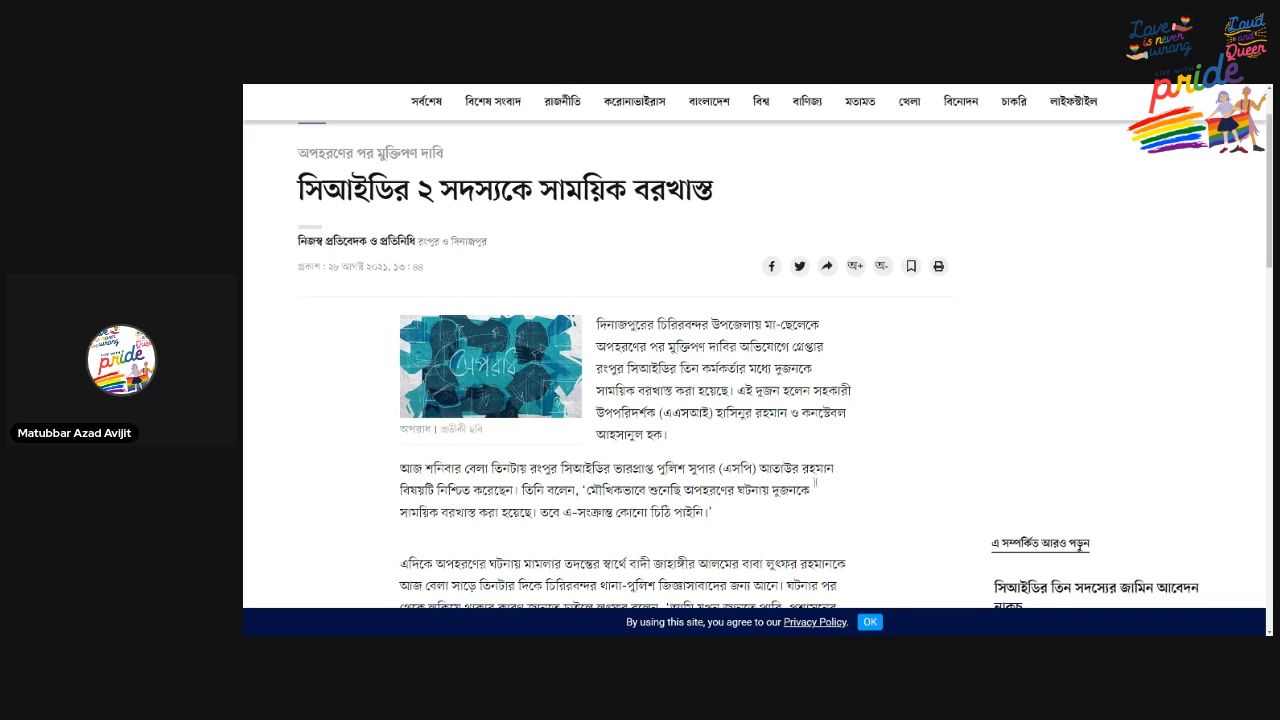 Love is never wrong
Loud and Queer
LIVE WITH pride
সর্বশেষ বিশেষ সংবাদ রাজনীতি করোনাভাইরাস বাংলাদেশ বিশ্ব বাণিজ্য মতামত খেলা বিনোদন চাকরি লাইফস্টাইল
অপহরণের পর মুক্তিপণ দাবি
সিআইডির ২ সদস্যকে সাময়িক বরখাস্ত
নিজস্ব প্রতিবেদক ও প্রতিনিধি রংপুর ও দিনাজপুর
প্রকাশ: ২৮ আগস্ট ২০২১, ১৩: ৪৪
অ+ অ-
অপরাধ
অপরাধ | প্রতীকী ছবি
দিনাজপুরের চিরিরবন্দর উপজেলায় মা-ছেলেকে
অপহরণের পর মুক্তিপণ দাবির অভিযোগে গ্রেপ্তার
রংপুর সিআইডির তিন কর্মকর্তার মধ্যে দুজনকে
সাময়িক বরখাস্ত করা হয়েছে। এই দুজন হলেন সহকারী
উপপরিদর্শক (এএসআই) হাসিনুর রহমান ও কনস্টেবল
আহসানুল হক।
আজ শনিবার বেলা তিনটায় রংপুর সিআইডির ভারপ্রাপ্ত পুলিশ সুপার (এসপি) আতাউর রহমান
বিষয়টি নিশ্চিত করেছেন। তিনি বলেন, ‘মৌখিকভাবে শুনেছি অপহরণের ঘটনায় দুজনকে
সাময়িক বরখাস্ত করা হয়েছে। তবে এ-সংক্রান্ত কোনো চিঠি পাইনি।’
এদিকে অপহরণের ঘটনায় মামলার তদন্তের স্বার্থে বাদী জাহাঙ্গীর আলমের বাবা লুৎফর রহমানকে
আজ বেলা সাড়ে তিনটার দিকে চিরিরবন্দর থানা-পুলিশ জিজ্ঞাসাবাদের জন্য আনে। ঘটনার পর
এ সম্পর্কিত আরও পড়ুন
সিআইডির তিন সদস্যের জামিন আবেদন
নাকচ
By using this site, you agree to our Privacy Policy. OK
Matubbar Azad Avijit
pride